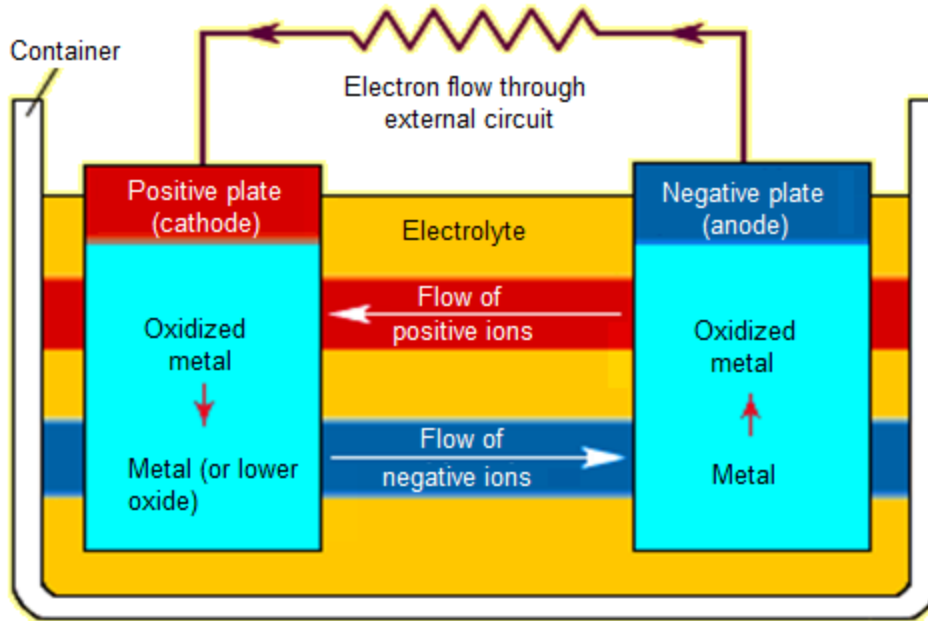 Container
Electron flow through
external circuit
Positive plate
(cathode)
Negative plate
(anode)
Electrolyte
Flow of
positive ions
Oxidized
metal
Oxidized
metal
Flow of
negative ions
Metal (or lower
oxide)
Metal